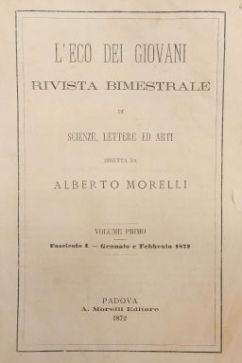 L'ECO DEI GIOVANI
RIVISTA BIMESTRALE
DI
SCIENZE, LETTERE ED ARTI
DIRETTA DA
ALBERTO MORELLI
VOLUME PRIMO
Fascicolo I. — Gennaio e Febbraio 1872
PADOVA
A. Morelli Editore
1872